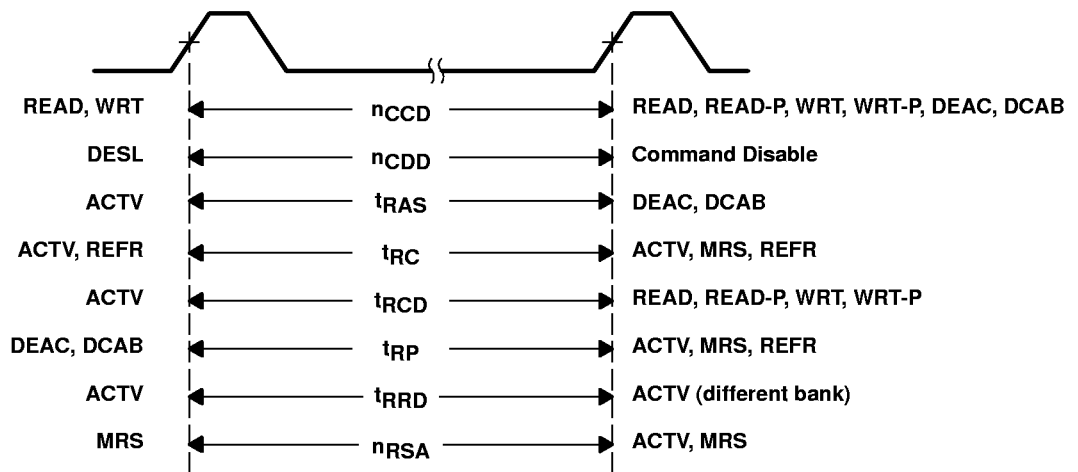 READ, WRT nCCD READ, READ-P, WRT, WRT-P, DEAC, DCAB
DESL nCDD Command Disable
ACTV tRAS DEAC, DCAB
ACTV, REFR tRC ACTV, MRS, REFR
ACTV tRCD READ, READ-P, WRT, WRT-P
DEAC, DCAB tRP ACTV, MRS, REFR
ACTV tRRD ACTV (different bank)
MRS nRSA ACTV, MRS